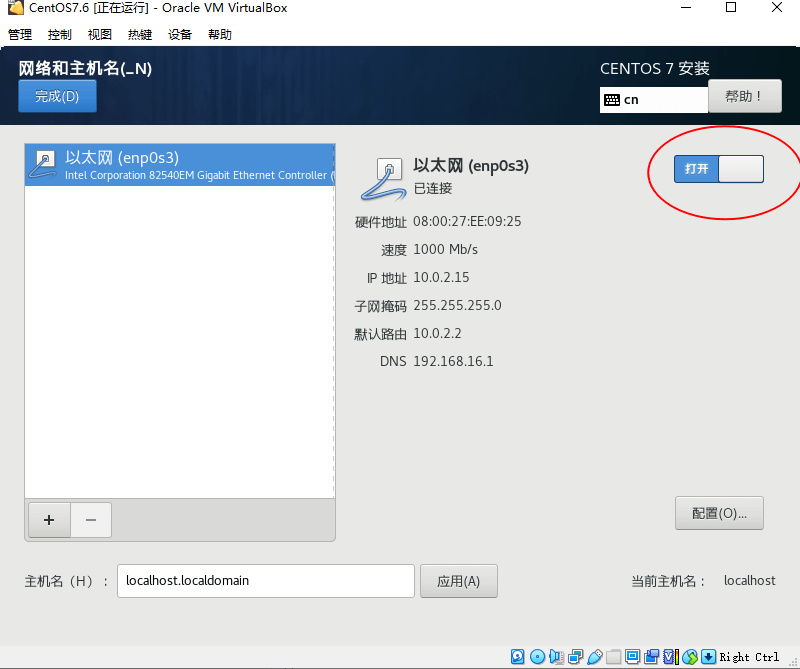 CentOS7.6 [正在运行] - Oracle VM VirtualBox
管理 控制 视图 热键 设备 帮助
网络和主机名(_N)
CENTOS 7 安装
完成(D)
cn
帮助！
以太网 (enp0s3)
Intel Corporation 82540EM Gigabit Ethernet Controller (
以太网 (enp0s3)
已连接
打开
硬件地址 08:00:27:EE:09:25
速度 1000 Mb/s
IP 地址 10.0.2.15
子网掩码 255.255.255.0
默认路由 10.0.2.2
DNS 192.168.16.1
+ −
配置(O)...
主机名（H）： localhost.localdomain 应用(A) 当前主机名： localhost
Right Ctrl